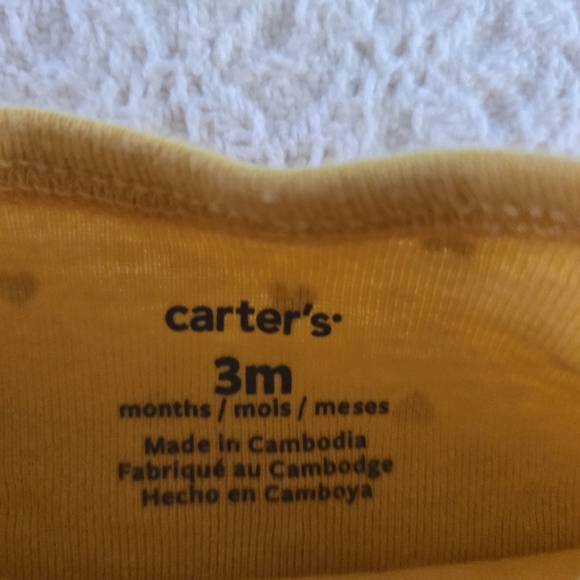 carter's
3m
months / mois / meses
Made in Cambodia
Fabriqué au Cambodge
Hecho en Camboya